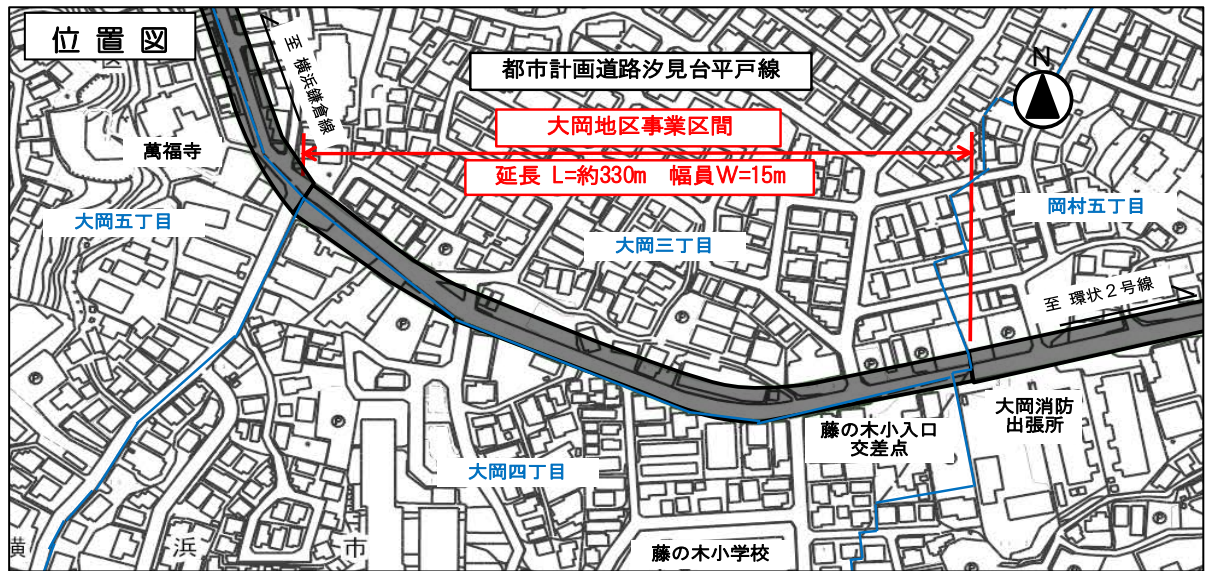 位置図
至 横浜鎌倉線
都市計画道路汐見台平戸線
N
大岡地区事業区間
延長 L=約330m 幅員W=15m
萬福寺
大岡五丁目
大岡三丁目
岡村五丁目
至 環状2号線
大岡消防
出張所
藤の木小入口
交差点
大岡四丁目
藤の木小学校
横
浜
市
P
P
P
P
P
P
P
P
P